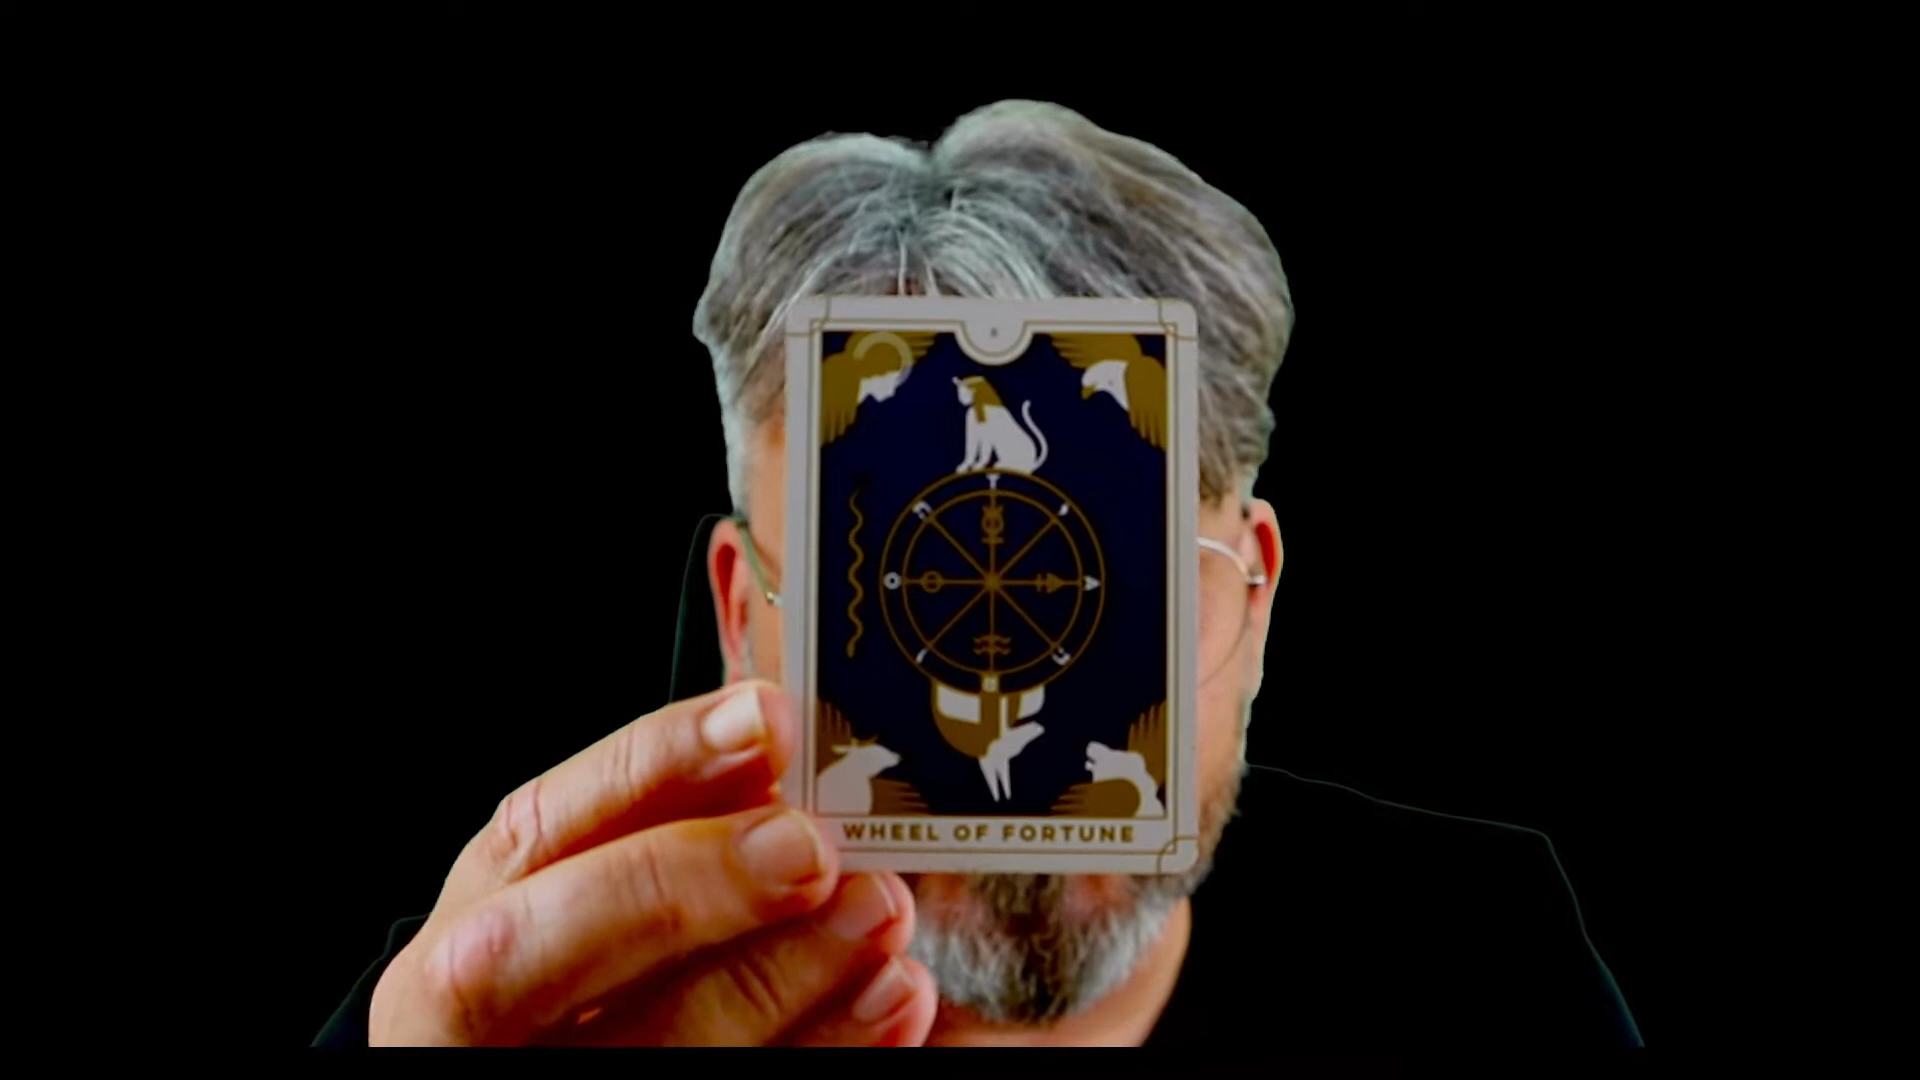 T
ה י
O A
WHEEL OF FORTUNE